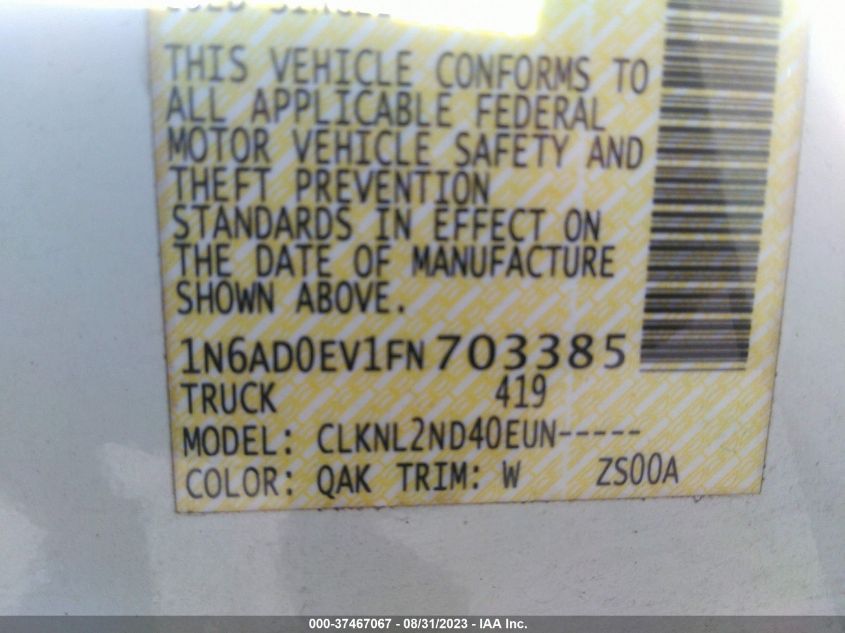 THIS VEHICLE CONFORMS TO
ALL APPLICABLE FEDERAL
MOTOR VEHICLE SAFETY AND
THEFT PREVENTION
STANDARDS IN EFFECT ON
THE DATE OF MANUFACTURE
SHOWN ABOVE.
1N6AD0EV1FN703385
TRUCK 419
MODEL: CLKNL2ND40EUN-----
COLOR: QAK TRIM: W ZS00A
000-37467067 - 08/31/2023 - IAA Inc.